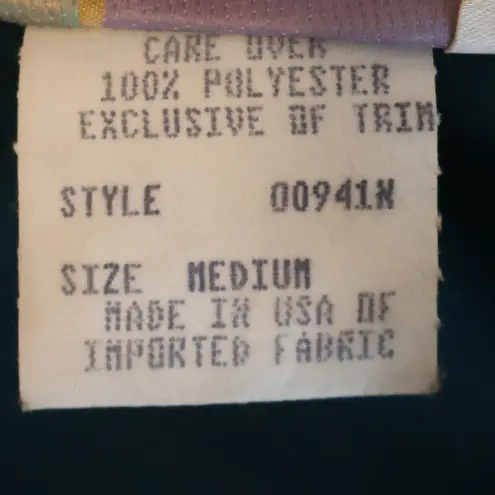 CARE OVER
100% POLYESTER
EXCLUSIVE OF TRIM
STYLE 00941N
SIZE MEDIUM
MADE IN USA OF
IMPORTED FABRIC